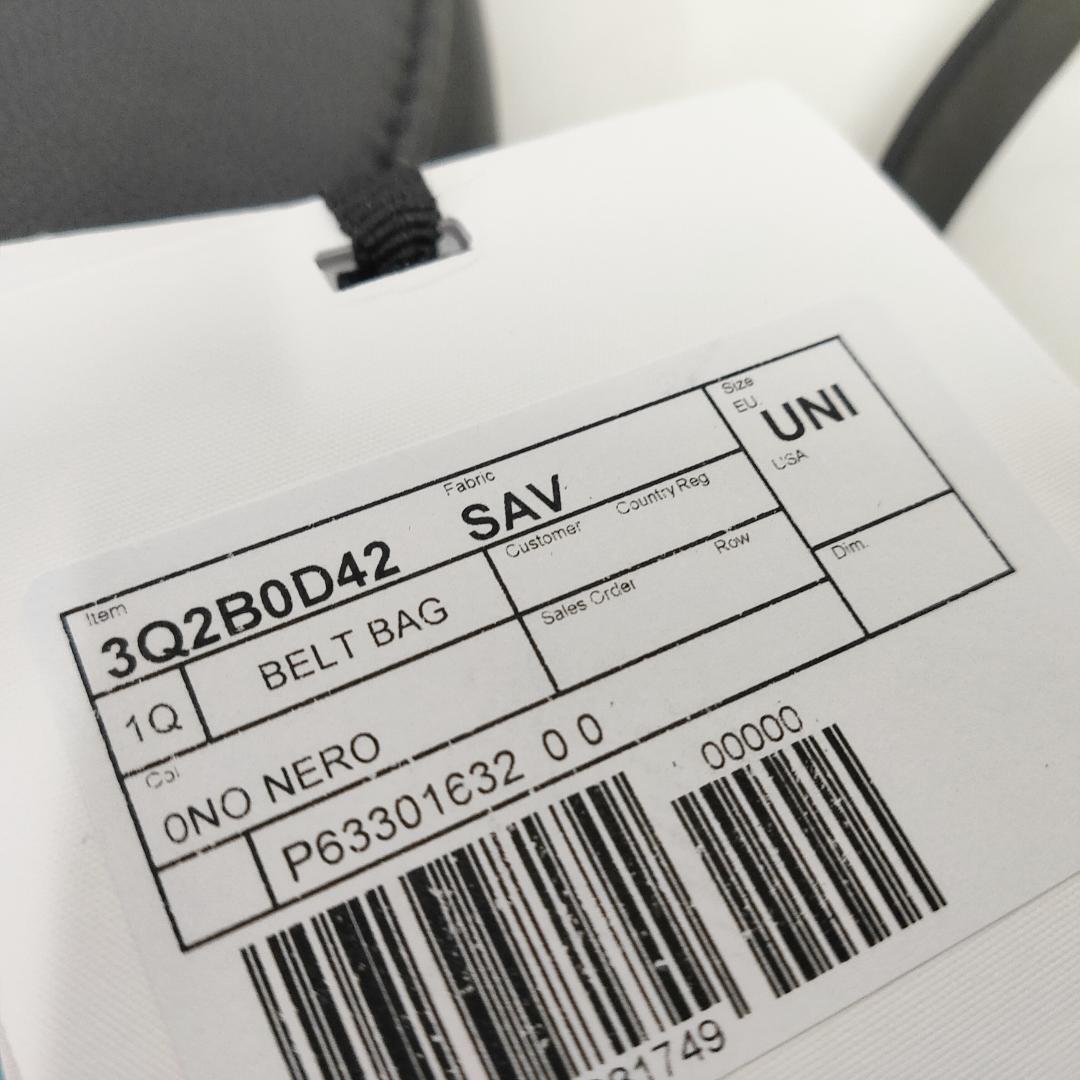 Item
3Q2B0D42
Fabric
SAV
Size
EU.
UNI
USA
1Q
BELT BAG
Customer
Country Reg
Sales Order
Row
Dim.
Col
0NO NERO
P63301632 0 0
00000